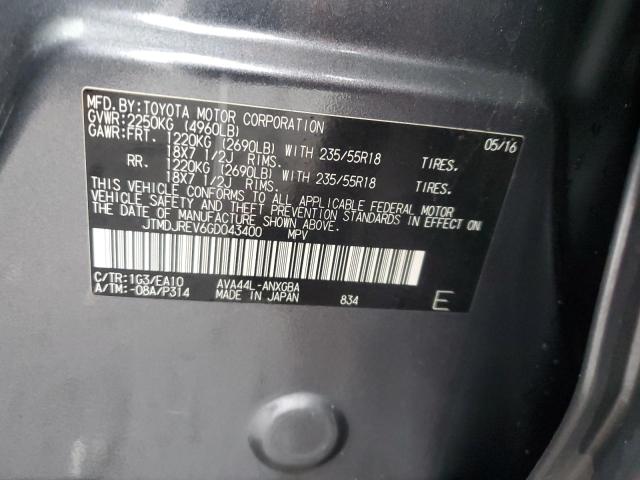 MFD. BY: TOYOTA MOTOR CORPORATION 05/16
GVWR: 2250KG (4960LB)
GAWR: FRT. 1220KG (2690LB) WITH 235/55R18 TIRES.
18X7 1/2J RIMS.
RR. 1220KG (2690LB) WITH 235/55R18 TIRES.
18X7 1/2J RIMS.
THIS VEHICLE CONFORMS TO ALL APPLICABLE FEDERAL MOTOR
VEHICLE SAFETY AND THEFT PREVENTION STANDARDS IN EFFECT ON
THE DATE OF MANUFACTURE SHOWN ABOVE.
JTMDJREV6GD043400 MPV
C/TR: 1G3/EA10 AVA44L-ANXGBA
A/TM: -08A/P314 MADE IN JAPAN 834 E